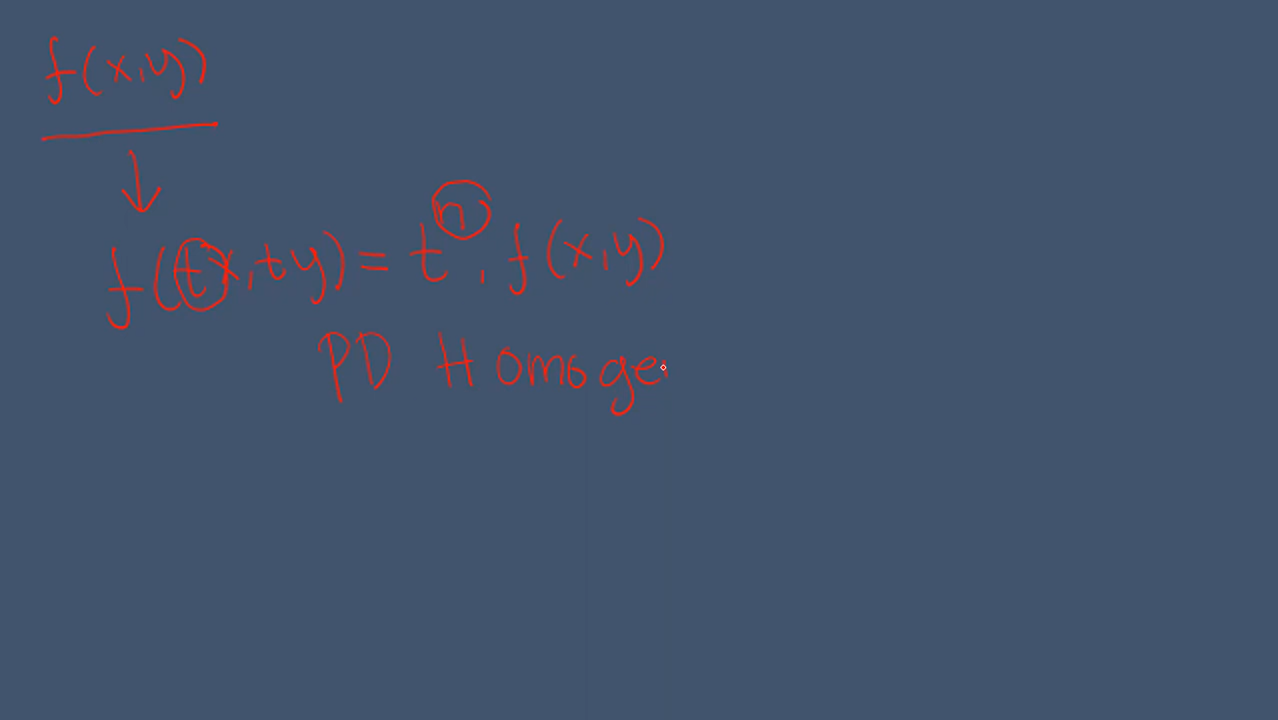 f(x,y)
f(tx,ty) = t^n . f(x,y)
PD Homoge